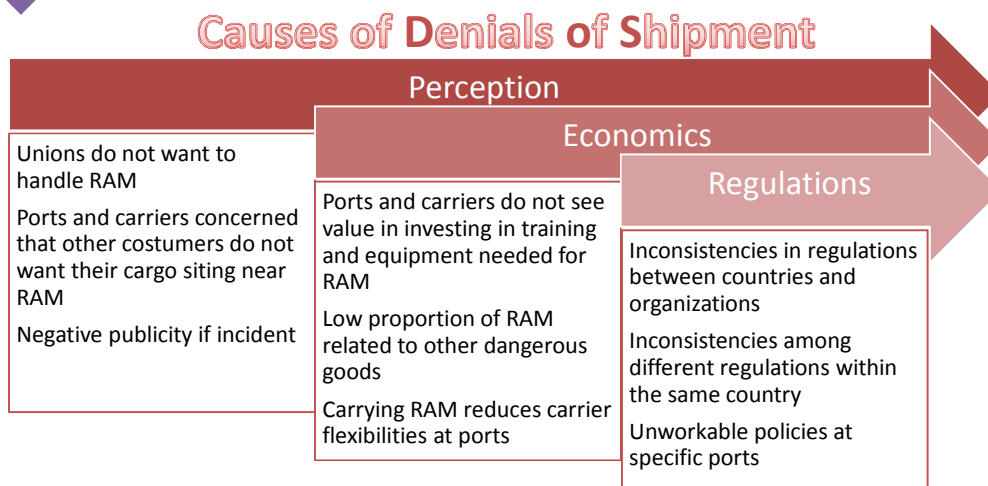 Causes of Denials of Shipment
Perception
Unions do not want to
handle RAM
Ports and carriers concerned
that other costumers do not
want their cargo siting near
RAM
Negative publicity if incident
Economics
Ports and carriers do not see
value in investing in training
and equipment needed for
RAM
Low proportion of RAM
related to other dangerous
goods
Carrying RAM reduces carrier
flexibilities at ports
Regulations
Inconsistencies in regulations
between countries and
organizations
Inconsistencies among
different regulations within
the same country
Unworkable policies at
specific ports